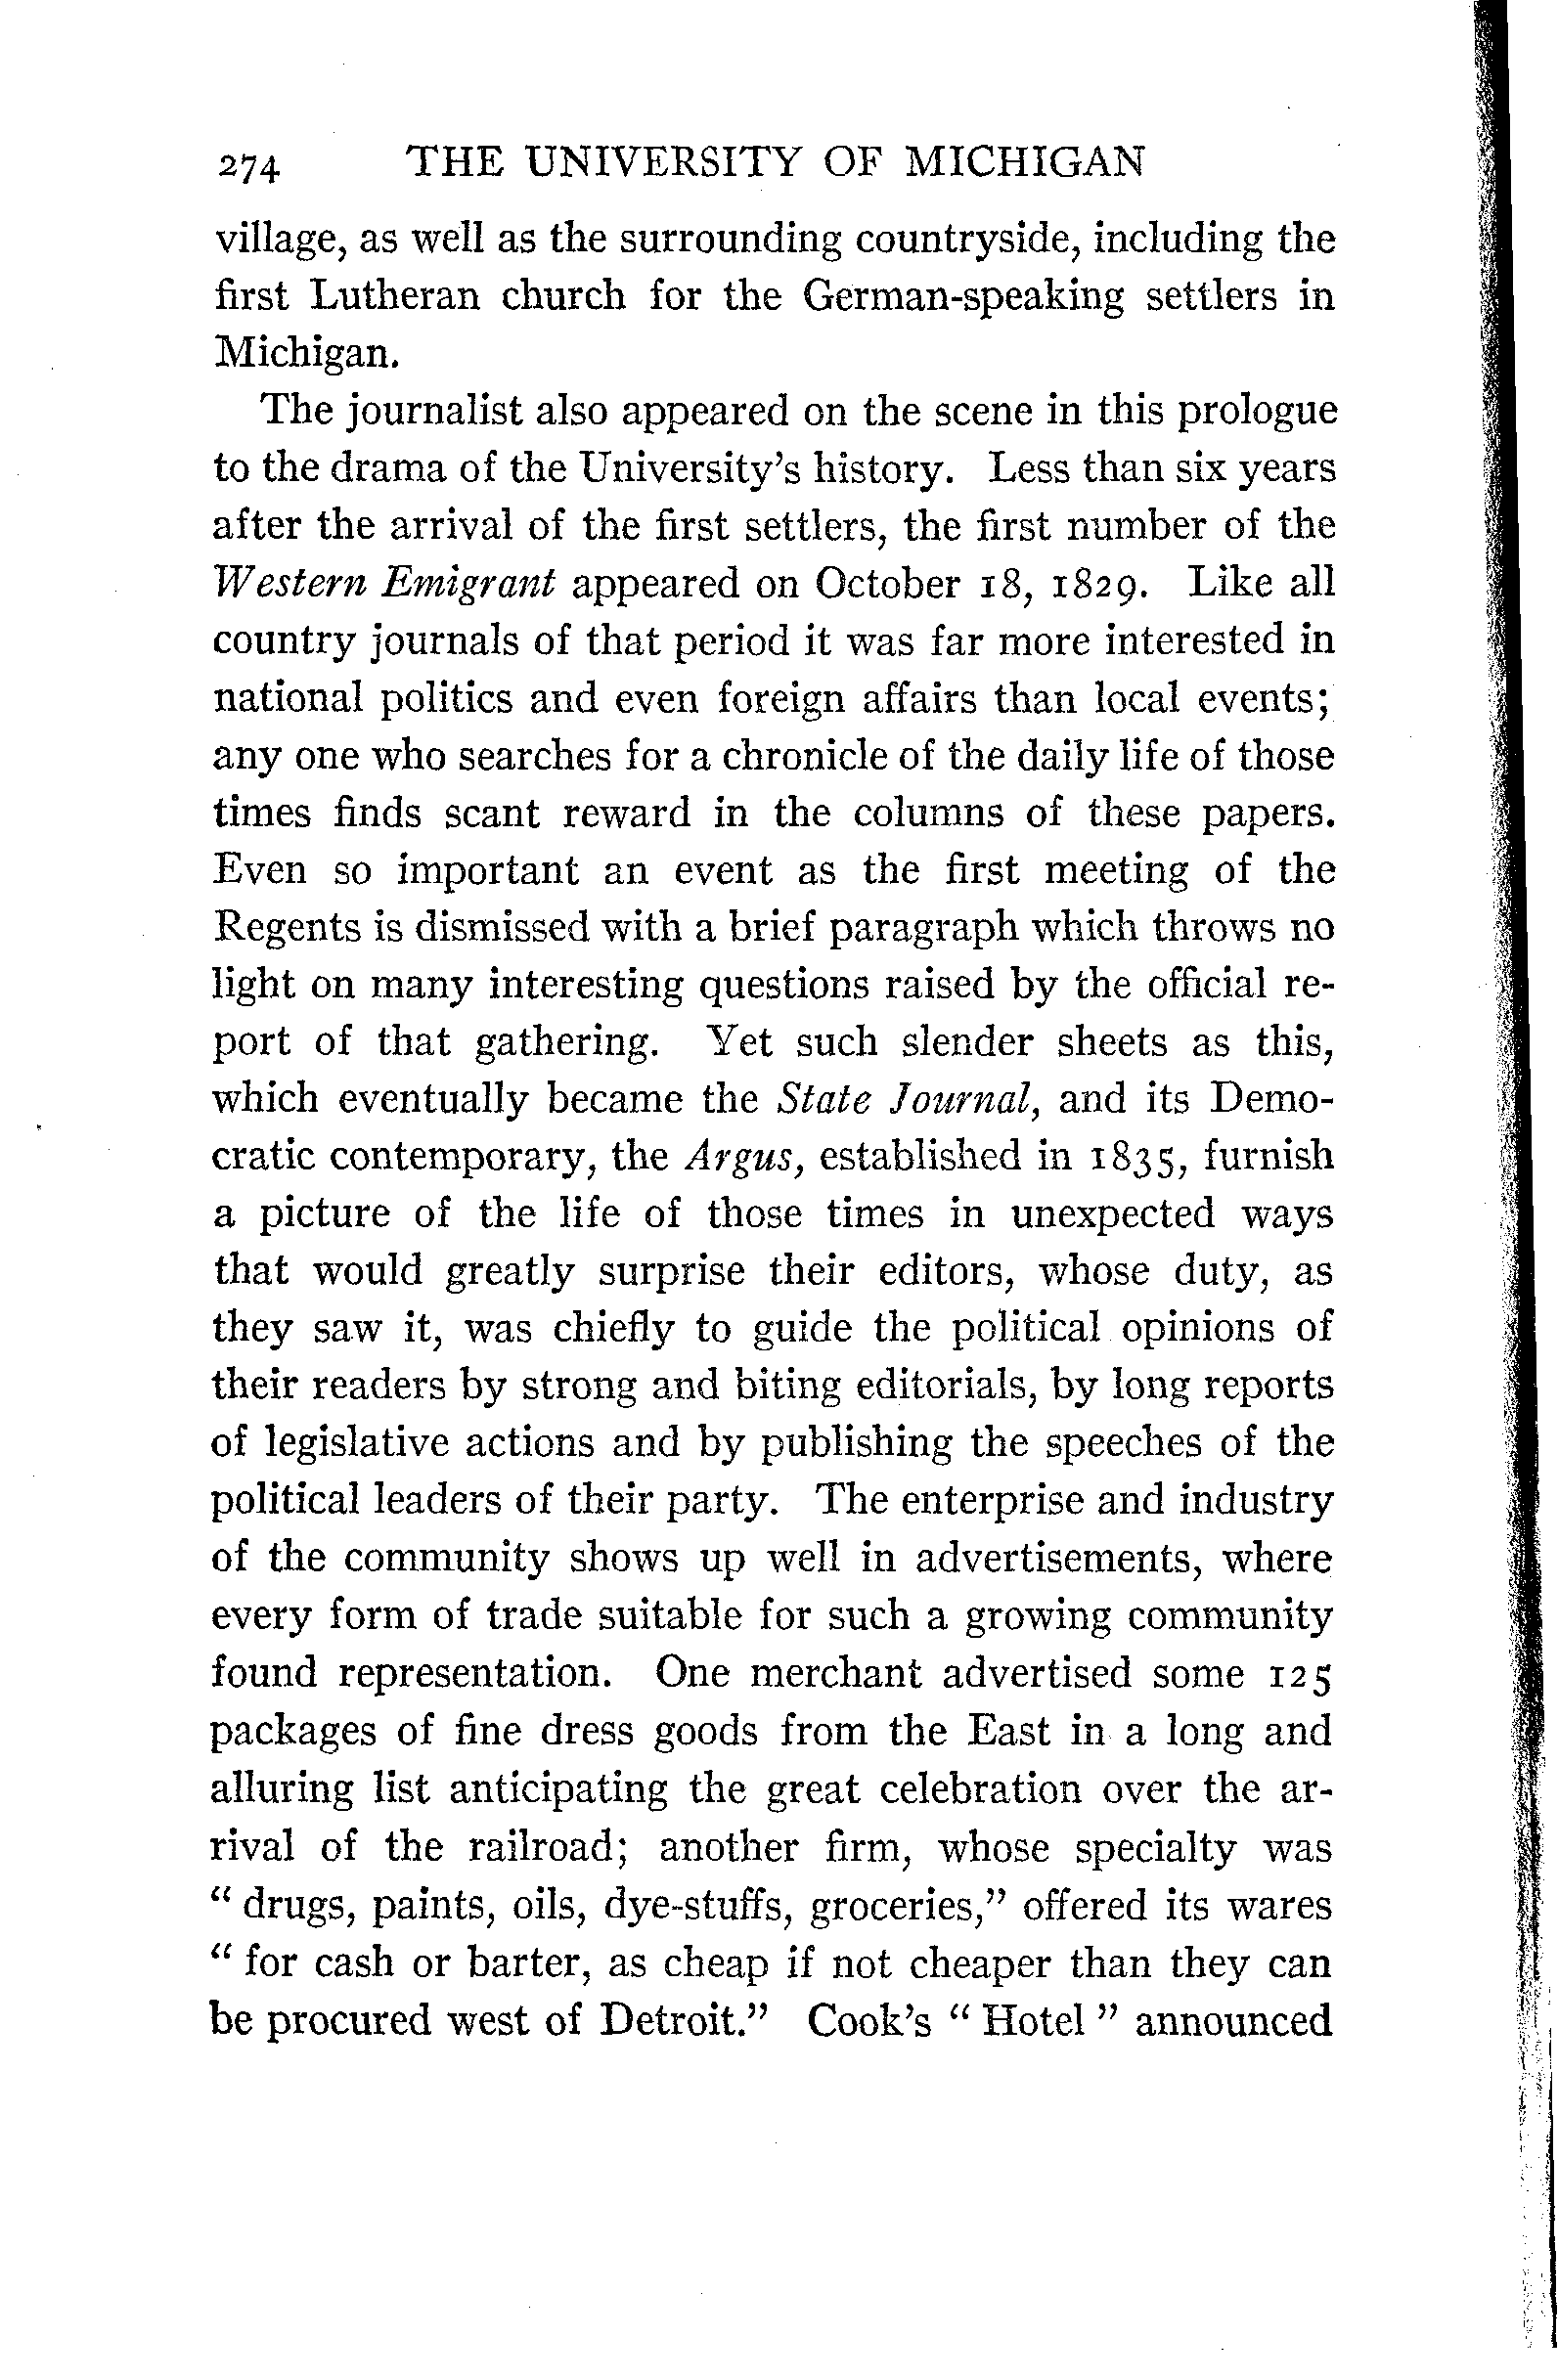 274 THE UNIVERSITY OF MICHIGAN
village, as well as the surrounding countryside, including the
first Lutheran church for the German-speaking settlers in
Michigan.
The journalist also appeared on the scene in this prologue
to the drama of the University's history. Less than six years
after the arrival of the first settlers, the first number of the
Western Emigrant appeared on October 18, 1829. Like all
country journals of that period it was far more interested in
national politics and even foreign affairs than local events;
any one who searches for a chronicle of the daily life of those
times finds scant reward in the columns of these papers.
Even so important an event as the first meeting of the
Regents is dismissed with a brief paragraph which throws no
light on many interesting questions raised by the official re-
port of that gathering. Yet such slender sheets as this,
which eventually became the State Journal, and its Demo-
cratic contemporary, the Argus, established in 1835, furnish
a picture of the life of those times in unexpected ways
that would greatly surprise their editors, whose duty, as
they saw it, was chiefly to guide the political opinions of
their readers by strong and biting editorials, by long reports
of legislative actions and by publishing the speeches of the
political leaders of their party. The enterprise and industry
of the community shows up well in advertisements, where
every form of trade suitable for such a growing community
found representation. One merchant advertised some 125
packages of fine dress goods from the East in a long and
alluring list anticipating the great celebration over the ar-
rival of the railroad; another firm, whose specialty was
" drugs, paints, oils, dye-stuffs, groceries," offered its wares
" for cash or barter, as cheap if not cheaper than they can
be procured west of Detroit." Cook's " Hotel " announced